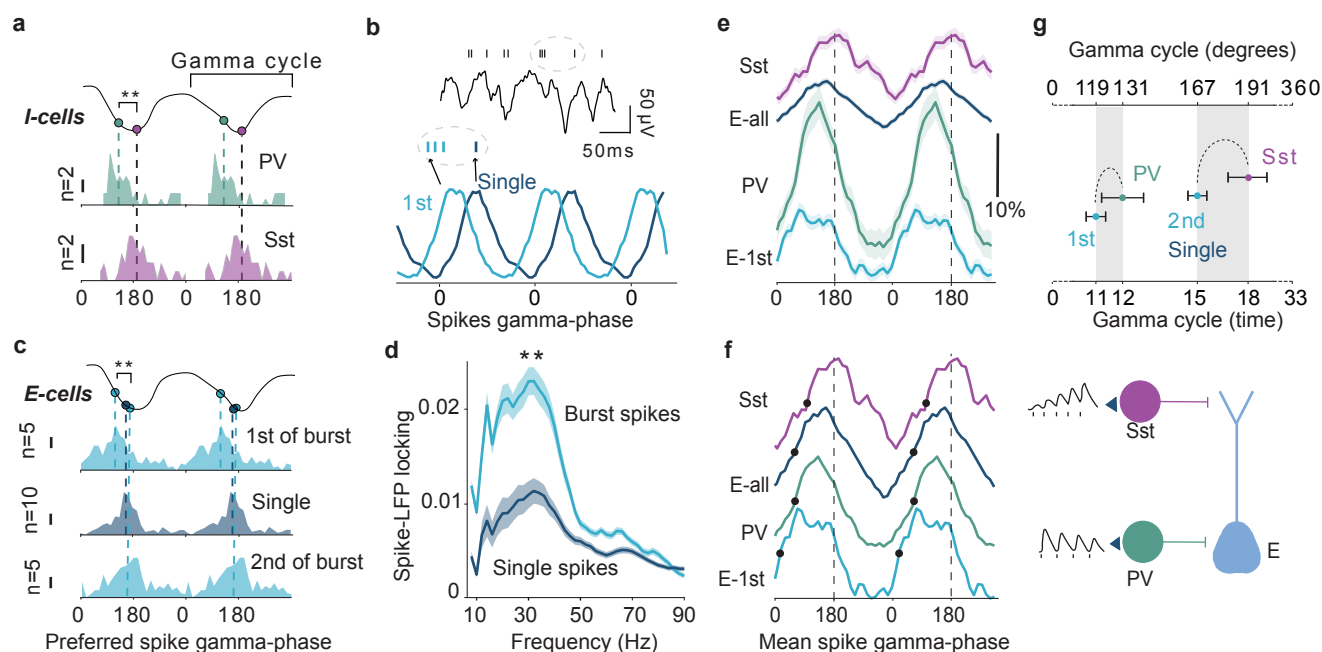 a
Gamma cycle
**
I-cells
PV
n=2
Sst
n=2
0 180 0 180
b
50 µV
50ms
1st
Single
0 0 0
Spikes gamma-phase
c
**
E-cells
1st of burst
n=5
Single
n=10
2nd of burst
n=5
0 180 0 180
Preferred spike gamma-phase
d
**
0.02
0.01
0
Spike-LFP locking
Burst spikes
Single spikes
10 30 50 70 90
Frequency (Hz)
e
Sst
E-all
PV
E-1st
10%
0 180 0 180
f
Sst
E-all
PV
E-1st
0 180 0 180
Mean spike gamma-phase
g
Gamma cycle (degrees)
0 119 131 167 191 360
Sst
PV
1st
2nd
Single
0 11 12 15 18 33
Gamma cycle (time)
Sst
PV
E